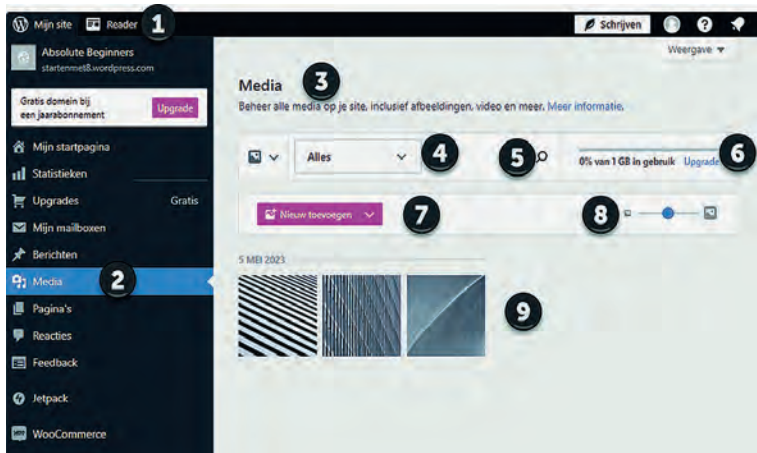 Mijn site Reader 1 Schrijven
Absolute Beginners
startenmet8.wordpress.com
Weergave
Gratis domein bij
een jaarabonnement
Upgrade
Media 3
Beheer alle media op je site, inclusief afbeeldingen, video en meer. Meer informatie.
Mijn startpagina
Statistieken
Upgrades Gratis
Mijn mailboxen
Berichten
Media 2
Pagina's
Reacties
Feedback
Jetpack
WooCommerce
Alles 4 5 0% van 1 GB in gebruik Upgrade 6
Nieuw toevoegen 7 8
5 MEI 2023
9